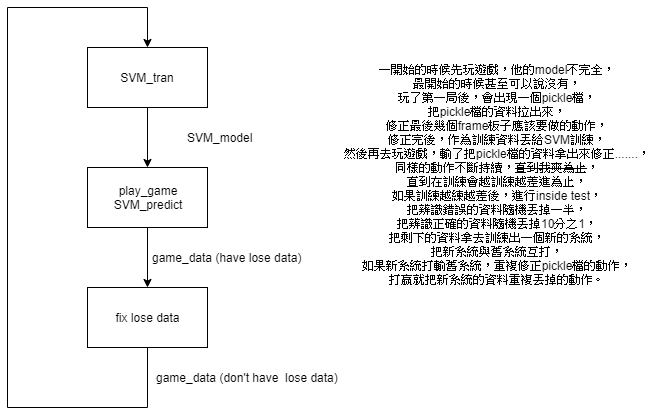 SVM_tran
SVM_model
play_game
SVM_predict
game_data (have lose data)
fix lose data
game_data (don't have lose data)
一開始的時候先玩遊戲，他的model不完全，
最開始的時候甚至可以說沒有，
玩了第一局後，會出現一個pickle檔，
把pickle檔的資料拉出來，
修正最後幾個frame板子應該要做的動作，
修正完後，作為訓練資料丟給SVM訓練，
然後再去玩遊戲，輸了把pickle檔的資料拿出來修正.......，
同樣的動作不斷持續，直到我爽為止，
直到在訓練會越訓練越差進為止，
如果訓練越練越差後，進行inside test，
把辨識錯誤的資料隨機丟掉一半，
把辨識正確的資料隨機丟掉10分之1，
把剩下的資料拿去訓練出一個新的系統，
把新系統與舊系統互打，
如果新系統打輸舊系統，重複修正pickle檔的動作，
打贏就把新系統的資料重複丟掉的動作。